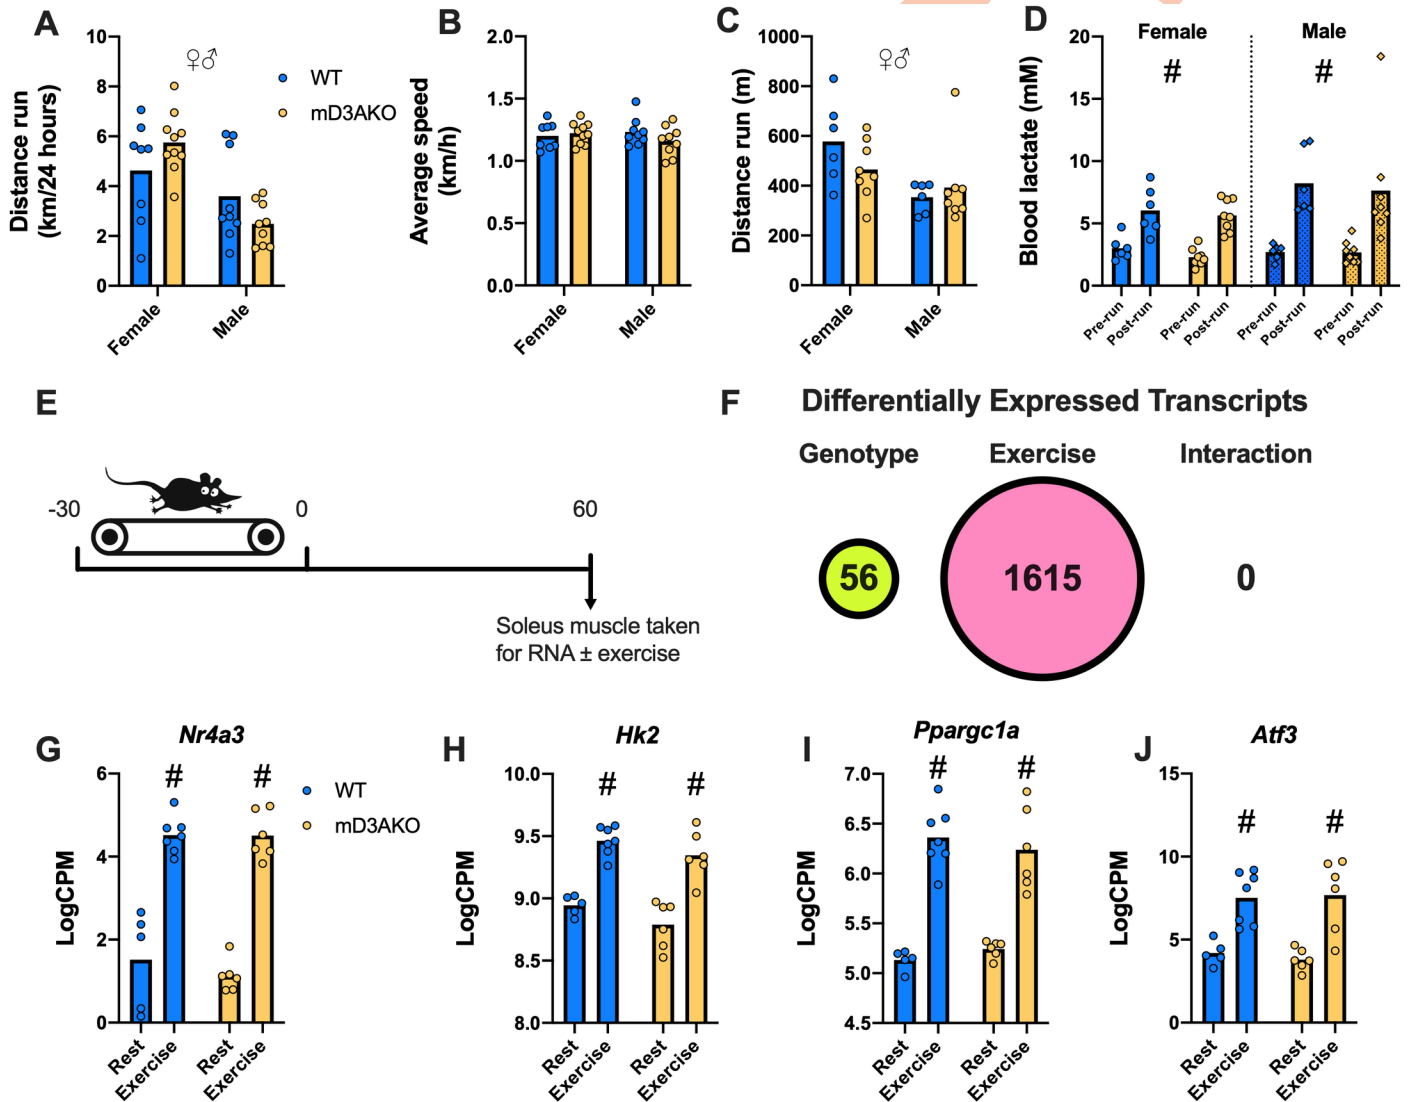 A
Distance run
(km/24 hours)
10
8
6
4
2
0
♀♂
WT
mD3AKO
Female
Male
B
Average speed
(km/h)
2.0
1.5
1.0
0.5
0.0
Female
Male
C
Distance run (m)
1000
800
600
400
200
0
♀♂
Female
Male
D
Blood lactate (mM)
20
15
10
5
0
Female
Male
#
#
Pre-run
Post-run
Pre-run
Post-run
Pre-run
Post-run
Pre-run
Post-run
E
-30
0
60
Soleus muscle taken
for RNA ± exercise
F
Differentially Expressed Transcripts
Genotype
Exercise
Interaction
56
1615
0
G
Nr4a3
LogCPM
6
4
2
0
#
#
WT
mD3AKO
Rest
Exercise
Rest
Exercise
H
Hk2
LogCPM
10.0
9.5
9.0
8.5
8.0
#
#
Rest
Exercise
Rest
Exercise
I
Ppargc1a
LogCPM
7.0
6.5
6.0
5.5
5.0
4.5
#
#
Rest
Exercise
Rest
Exercise
J
Atf3
LogCPM
15
10
5
0
#
#
Rest
Exercise
Rest
Exercise